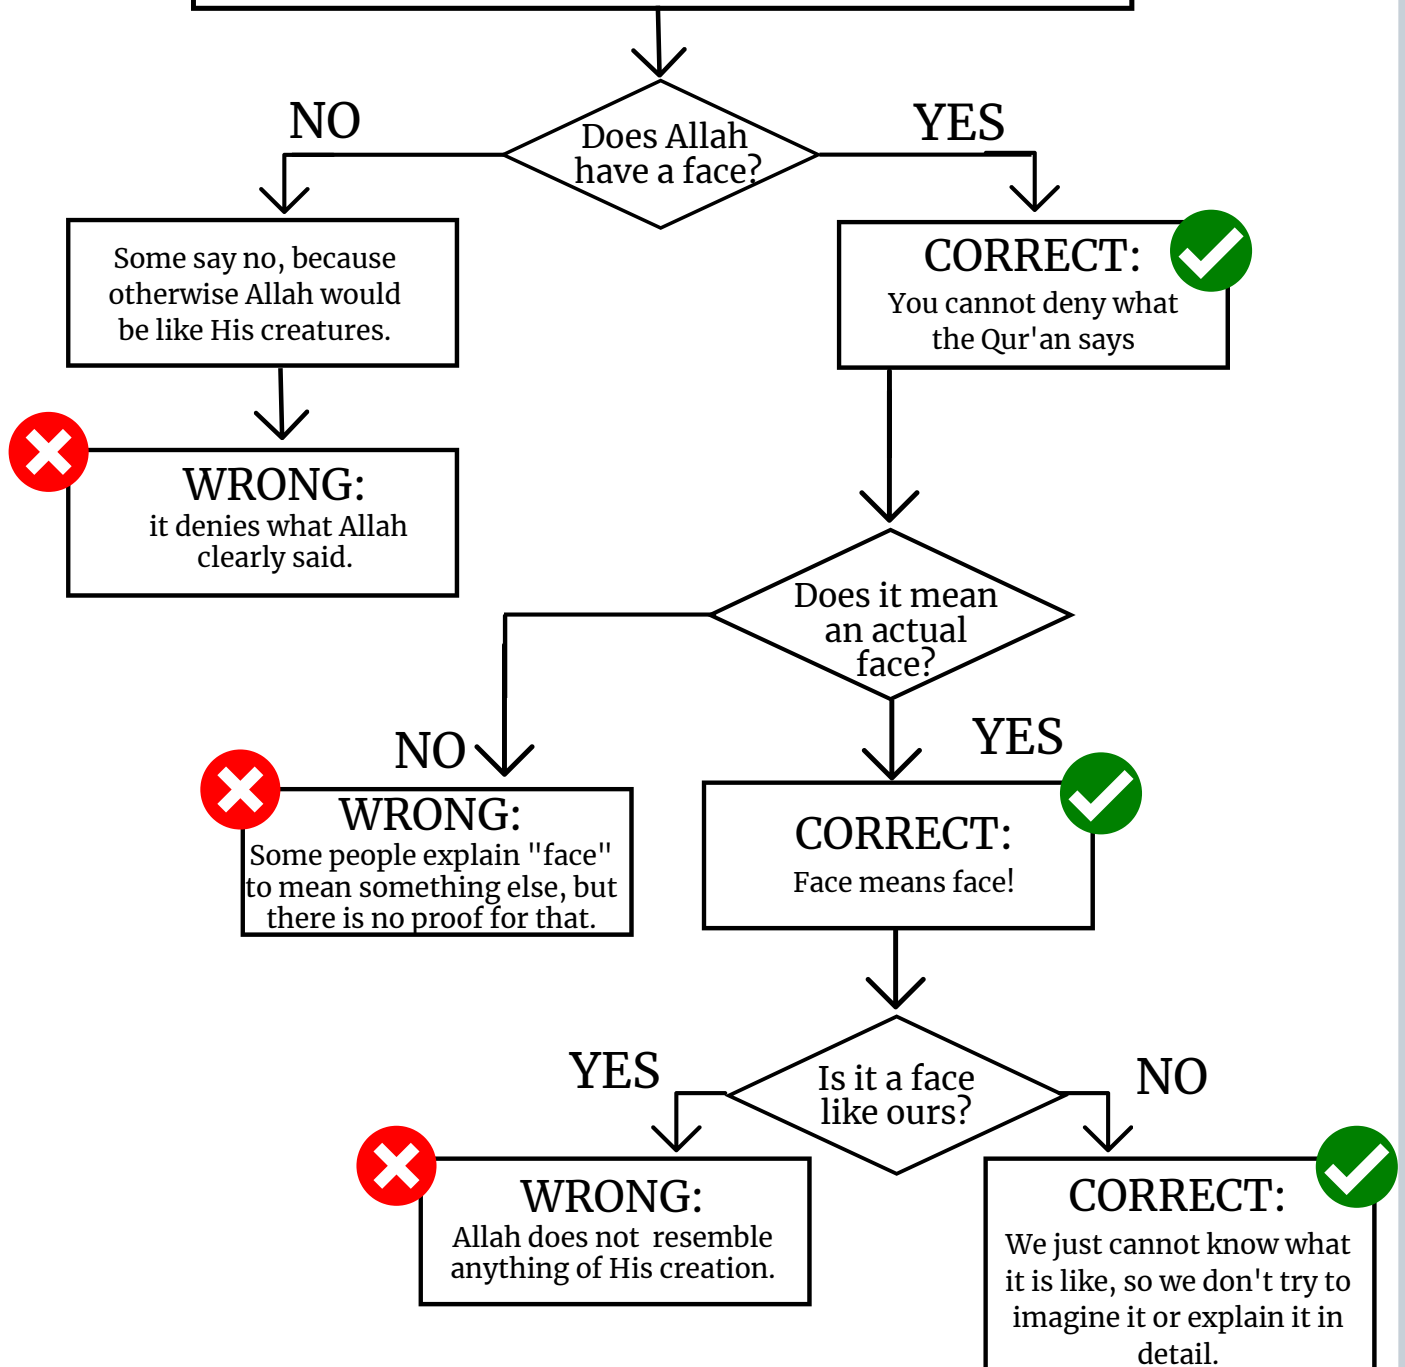 NO
Does Allah
have a face?
YES
Some say no, because
otherwise Allah would
be like His creatures.
CORRECT:
You cannot deny what
the Qur'an says
WRONG:
it denies what Allah
clearly said.
Does it mean
an actual
face?
NO
YES
WRONG:
Some people explain "face"
to mean something else, but
there is no proof for that.
CORRECT:
Face means face!
YES
Is it a face
like ours?
NO
WRONG:
Allah does not resemble
anything of His creation.
CORRECT:
We just cannot know what
it is like, so we don't try to
imagine it or explain it in
detail.